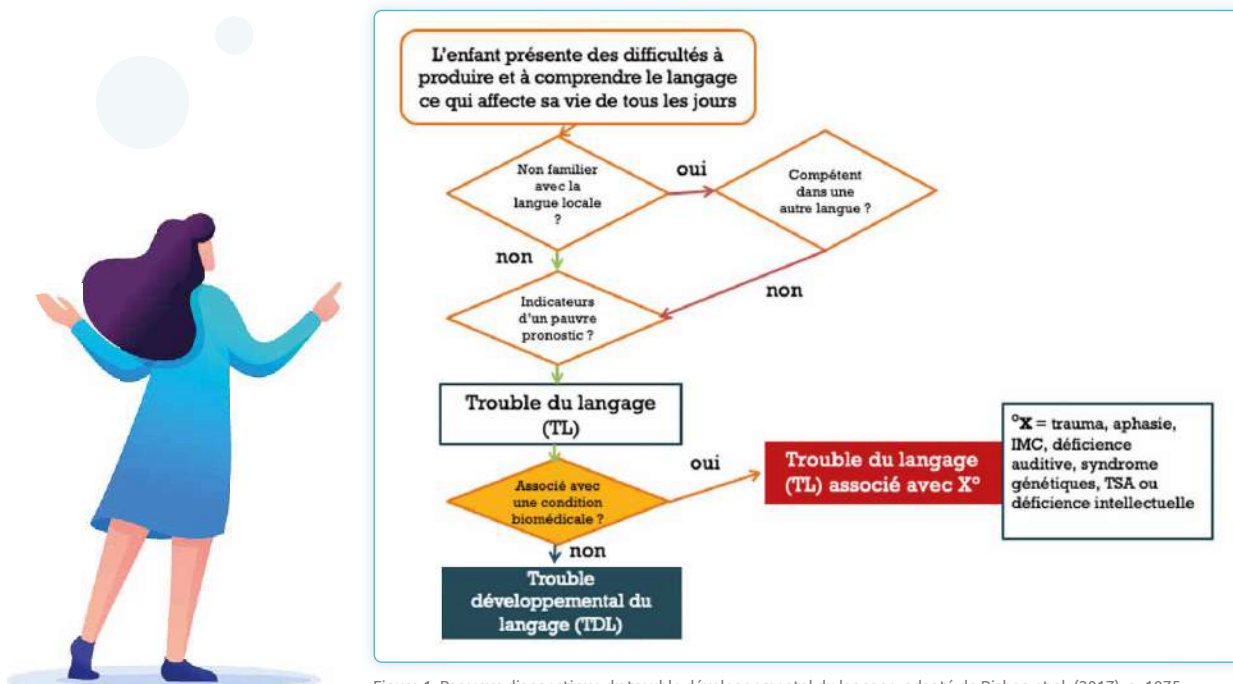 L'enfant présente des difficultés à
produire et à comprendre le langage
ce qui affecte sa vie de tous les jours
Non familier
avec la
langue locale
?
oui
Compétent
dans une
autre langue ?
non
non
Indicateurs
d'un pauvre
pronostic ?
Trouble du langage
(TL)
Associé avec
une condition
biomédicale ?
oui
Trouble du langage
(TL) associé avec X°
°X = trauma, aphasie,
IMC, déficience
auditive, syndrome
génétiques, TSA ou
déficience intellectuelle
non
Trouble
développemental du
langage (TDL)